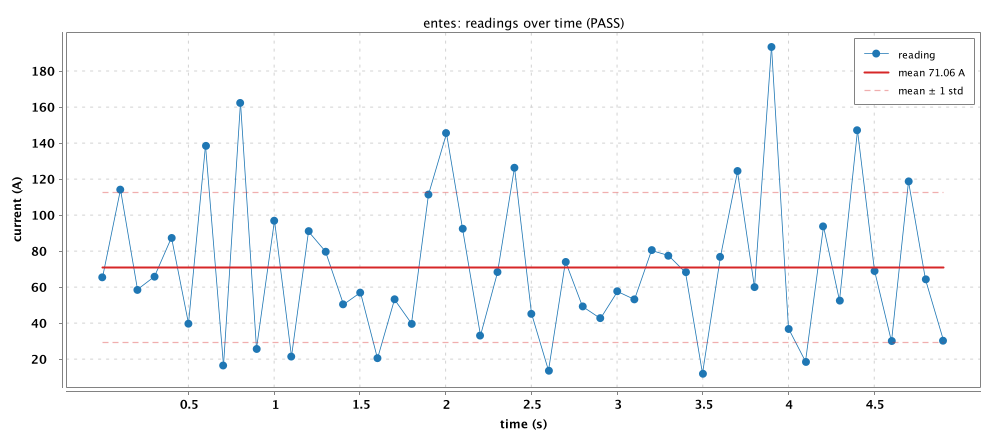 entes: readings over time (PASS)
reading
mean 71.06 A
mean ± 1 std
current (A)
180
160
140
120
100
80
60
40
20
0.5 1 1.5 2 2.5 3 3.5 4 4.5
time (s)